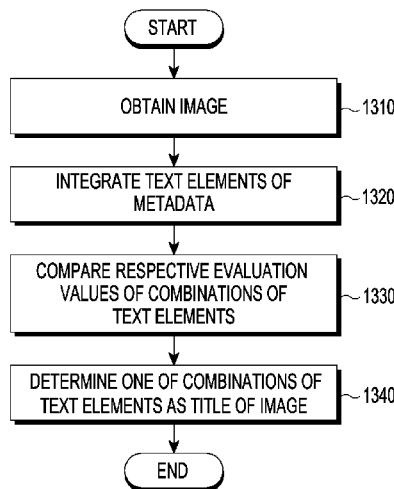 START
OBTAIN IMAGE
1310
INTEGRATE TEXT ELEMENTS OF
METADATA
1320
COMPARE RESPECTIVE EVALUATION
VALUES OF COMBINATIONS OF
TEXT ELEMENTS
1330
DETERMINE ONE OF COMBINATIONS OF
TEXT ELEMENTS AS TITLE OF IMAGE
1340
END